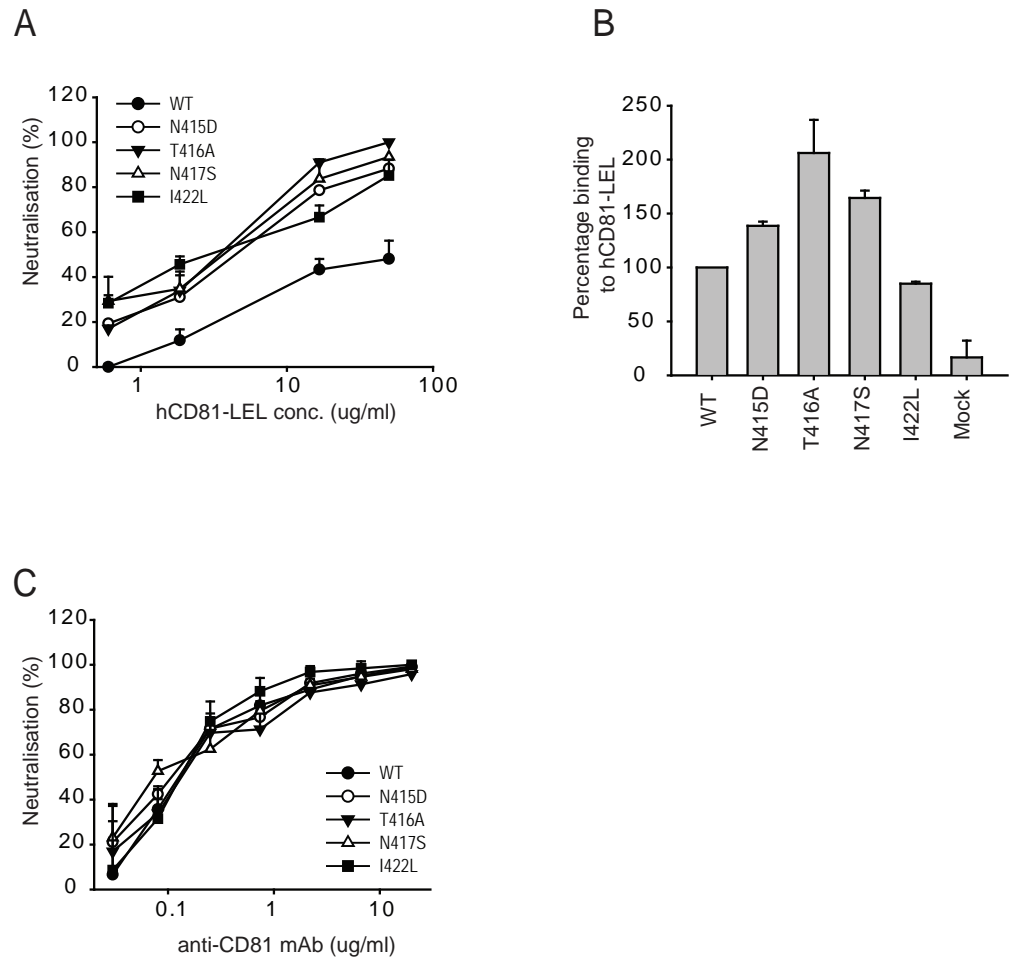 A
B
120
100
80
60
40
20
0
Neutralisation (%)
WT
N415D
T416A
N417S
I422L
1
10
100
hCD81-LEL conc. (ug/ml)
250
200
150
100
50
0
Percentage binding
to hCD81-LEL
WT
N415D
T416A
N417S
I422L
Mock
C
120
100
80
60
40
20
0
Neutralisation (%)
WT
N415D
T416A
N417S
I422L
0.1
1
10
anti-CD81 mAb (ug/ml)